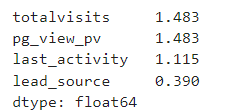 totalvisits 1.483
pg_view_pv 1.483
last_activity 1.115
lead_source 0.390
dtype: float64